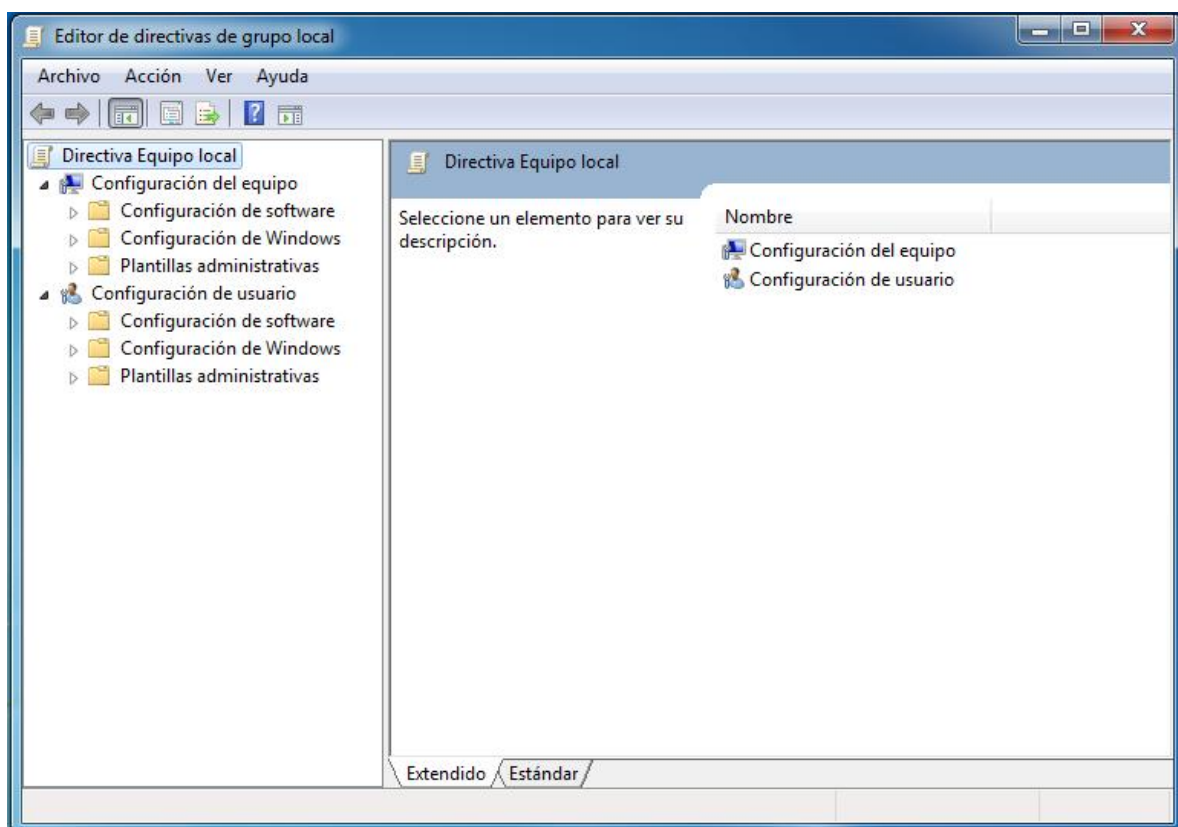 Editor de directivas de grupo local
Archivo Acción Ver Ayuda
Directiva Equipo local
Configuración del equipo
Configuración de software
Configuración de Windows
Plantillas administrativas
Configuración de usuario
Configuración de software
Configuración de Windows
Plantillas administrativas
Directiva Equipo local
Seleccione un elemento para ver su
descripción.
Nombre
Configuración del equipo
Configuración de usuario
Extendido Estándar